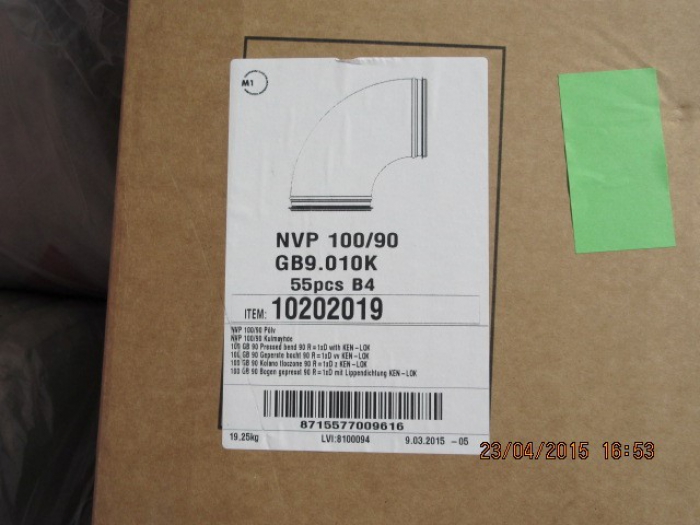 M1
NVP 100/90
GB9.010K
55pcs B4
ITEM: 10202019
NVP 100/90 Põlv
NVP 100/90 Kulmayhde
100 GB 90 Pressed bend 90 R=1xD with KEN-LOK
100 GB 90 Geperste bocht 90 R=1xD vv KEN-LOK
100 GB 90 Kolano tloczone 90 R=1xD z KEN-LOK
100 GB 90 Bogen gepresst 90 R=1xD mit Lippendichtung KEN-LOK
8715577009616
19,25kg LVI:8100094 9.03.2015 -05
23/04/2015 16:53